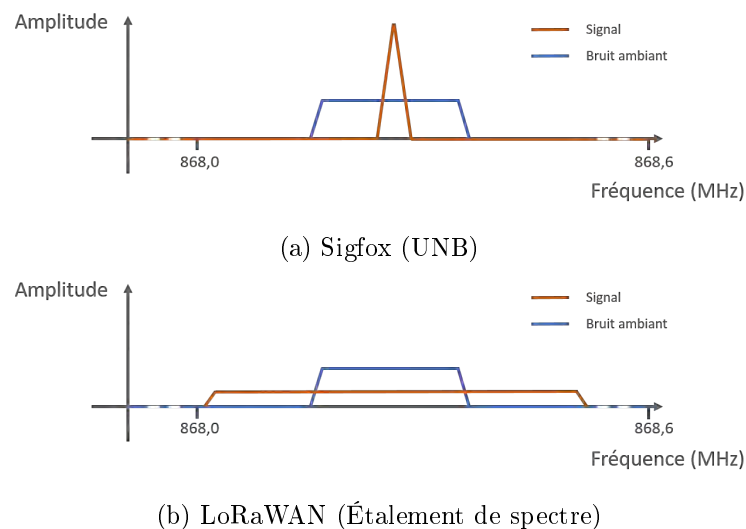 Amplitude
Signal
Bruit ambiant
868,0
868,6
Fréquence (MHz)
(a) Sigfox (UNB)
Amplitude
Signal
Bruit ambiant
868,0
868,6
Fréquence (MHz)
(b) LoRaWAN (Étalement de spectre)